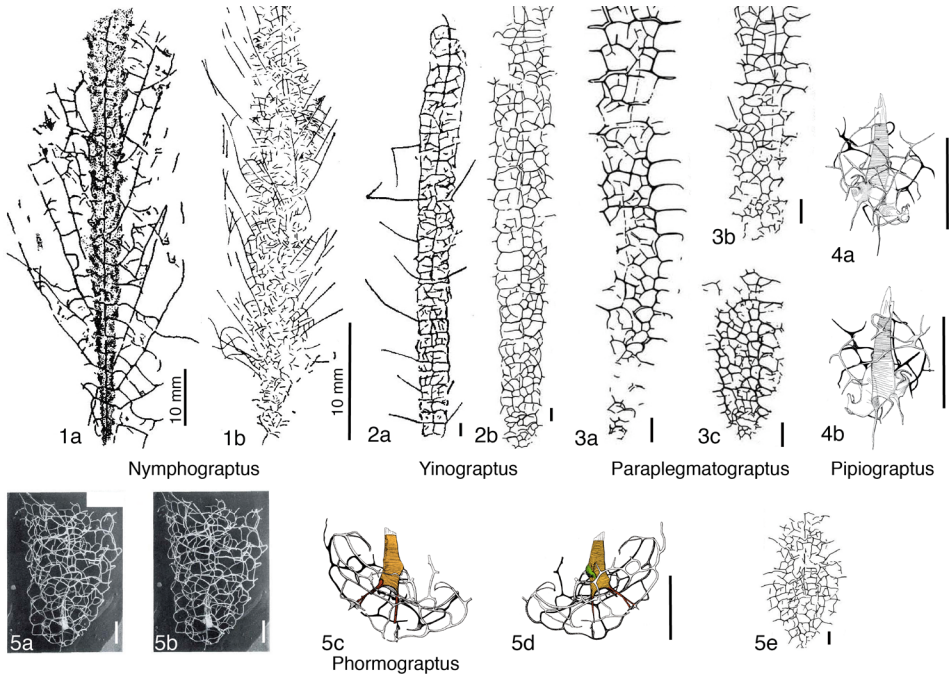 1a
10 mm
1b
10 mm
2a
2b
3a
3b
3c
4a
4b
Nymphograptus
Yinograptus
Paraplegmatograptus
Pipiograptus
5a
5b
5c
5d
5e
Phormograptus